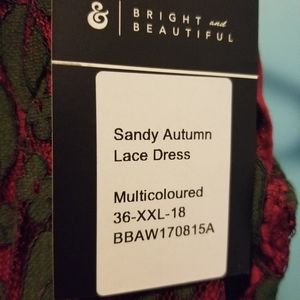 & BRIGHT and
BEAUTIFUL
Sandy Autumn
Lace Dress
Multicoloured
36-XXL-18
BBAW170815A